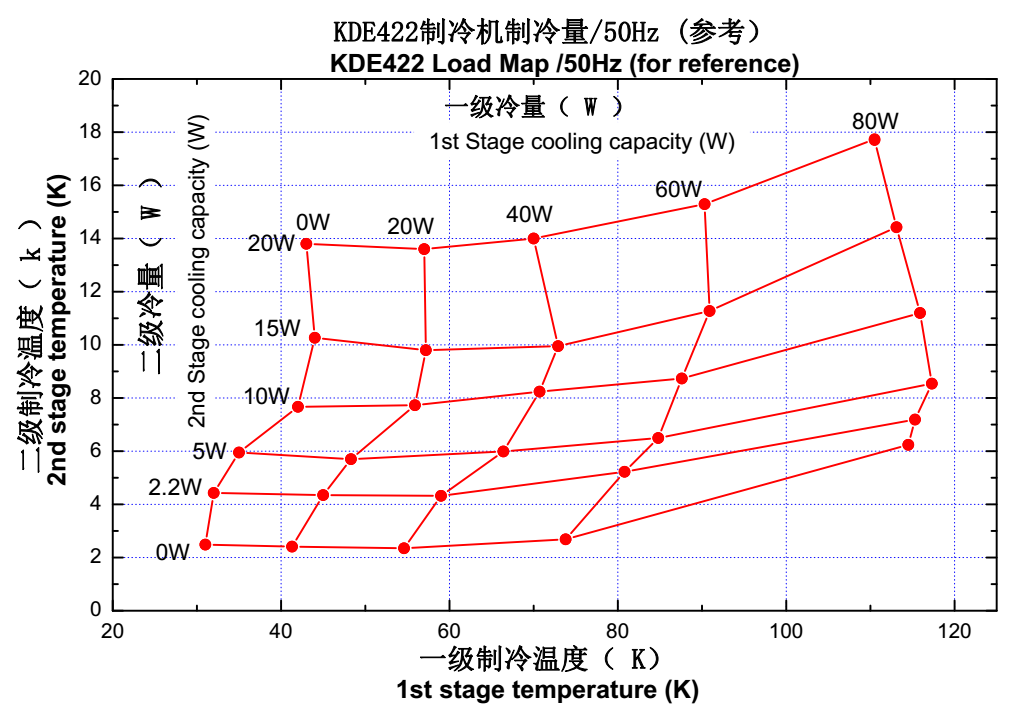 KDE422制冷机制冷量/50Hz (参考)
KDE422 Load Map /50Hz (for reference)
一级冷量（ W ）
1st Stage cooling capacity (W)
二级冷量（ W ）
2nd Stage cooling capacity (W)
二级制冷温度（ k ）
2nd stage temperature (K)
20
18
16
14
12
10
8
6
4
2
0
0W
20W
40W
60W
80W
20W
15W
10W
5W
2.2W
0W
20
40
60
80
100
120
一级制冷温度（ K）
1st stage temperature (K)